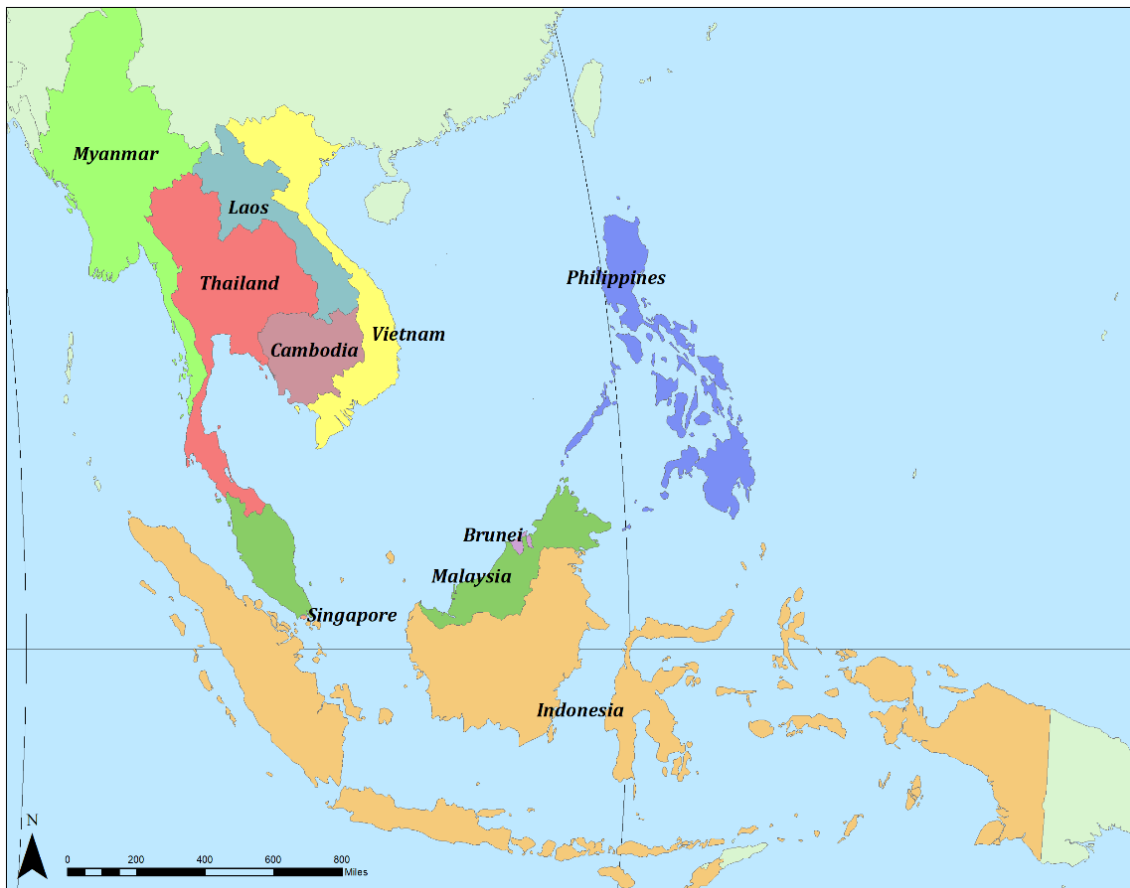 Myanmar
Laos
Thailand
Philippines
Vietnam
Cambodia
Brunei
Malaysia
Singapore
Indonesia
N
0 200 400 600 800
Miles